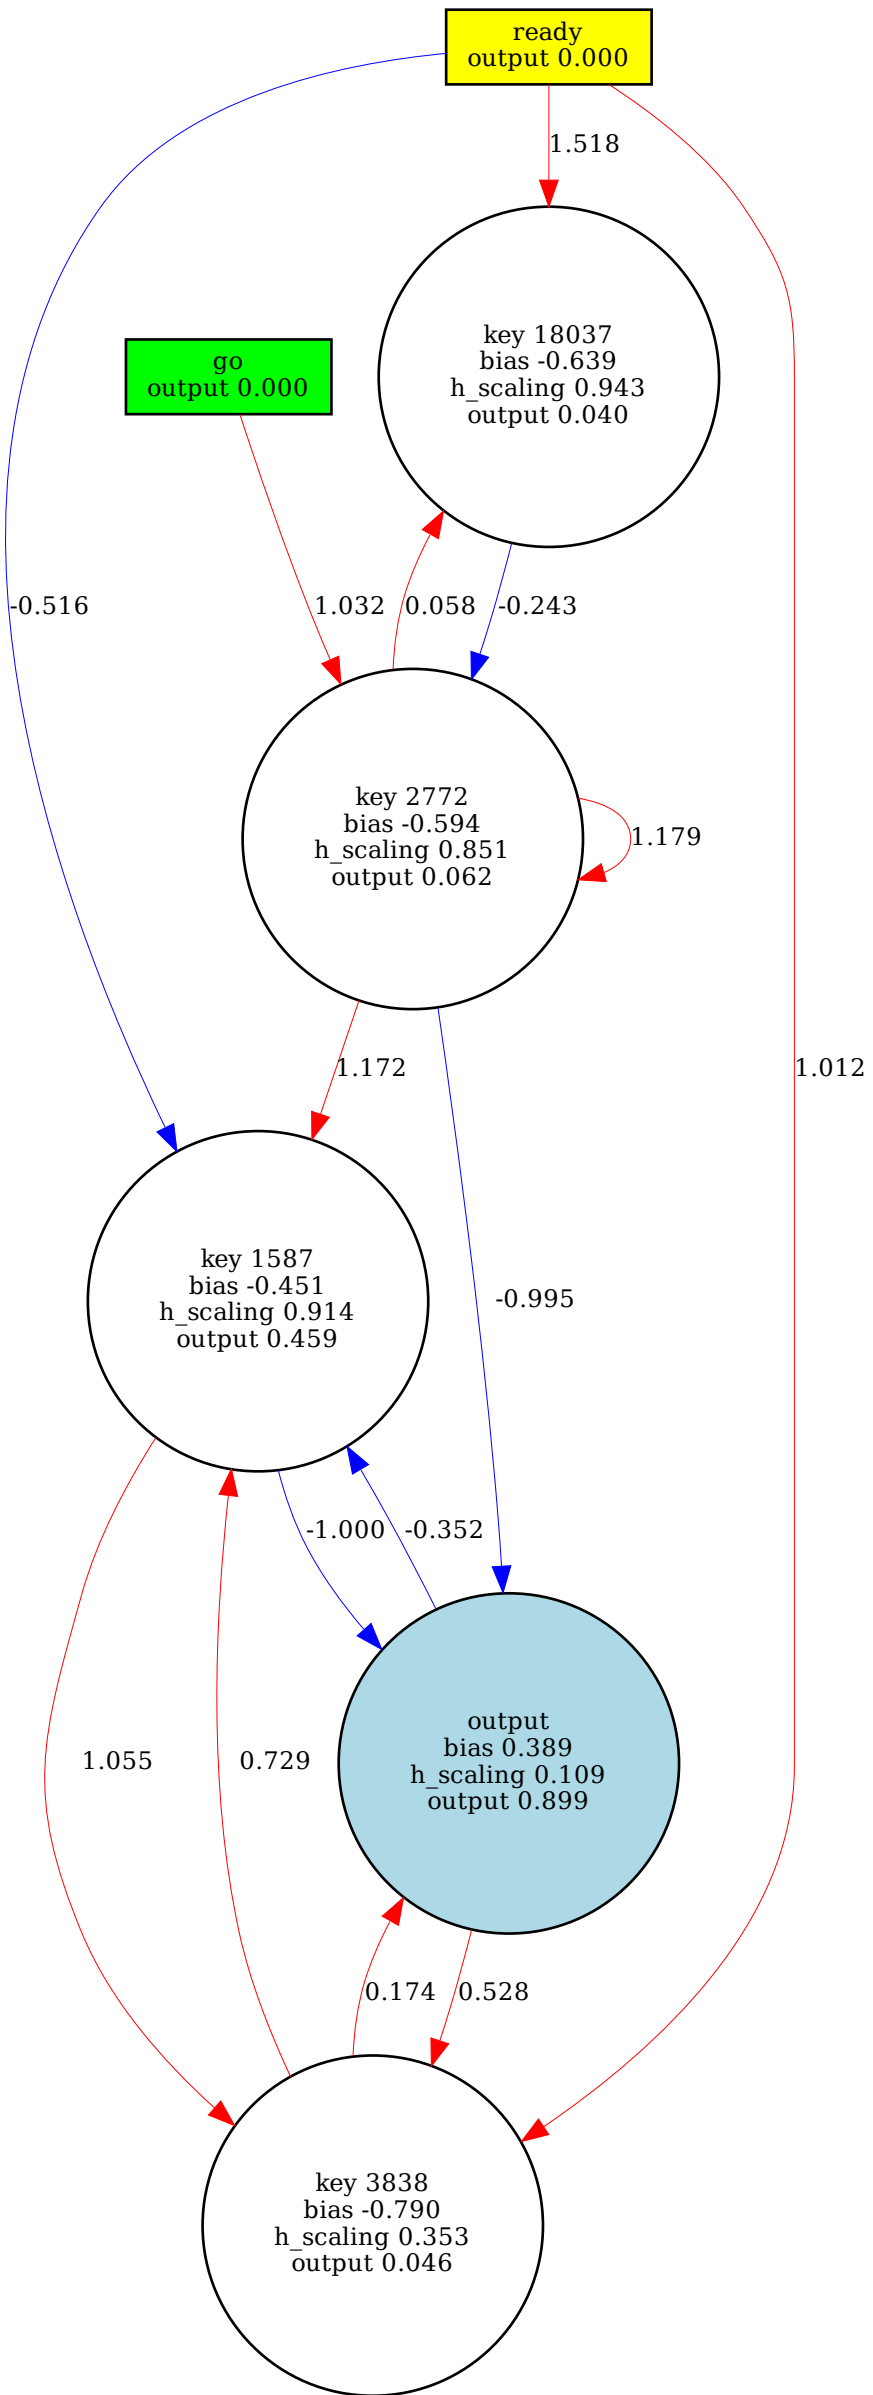 ready
output 0.000
1.518
key 18037
bias -0.639
h_scaling 0.943
output 0.040
go
output 0.000
-0.516
1.032
0.058
-0.243
key 2772
bias -0.594
h_scaling 0.851
output 0.062
1.179
1.172
1.012
key 1587
bias -0.451
h_scaling 0.914
output 0.459
-0.995
-1.000
-0.352
output
bias 0.389
h_scaling 0.109
output 0.899
1.055
0.729
0.174
0.528
key 3838
bias -0.790
h_scaling 0.353
output 0.046